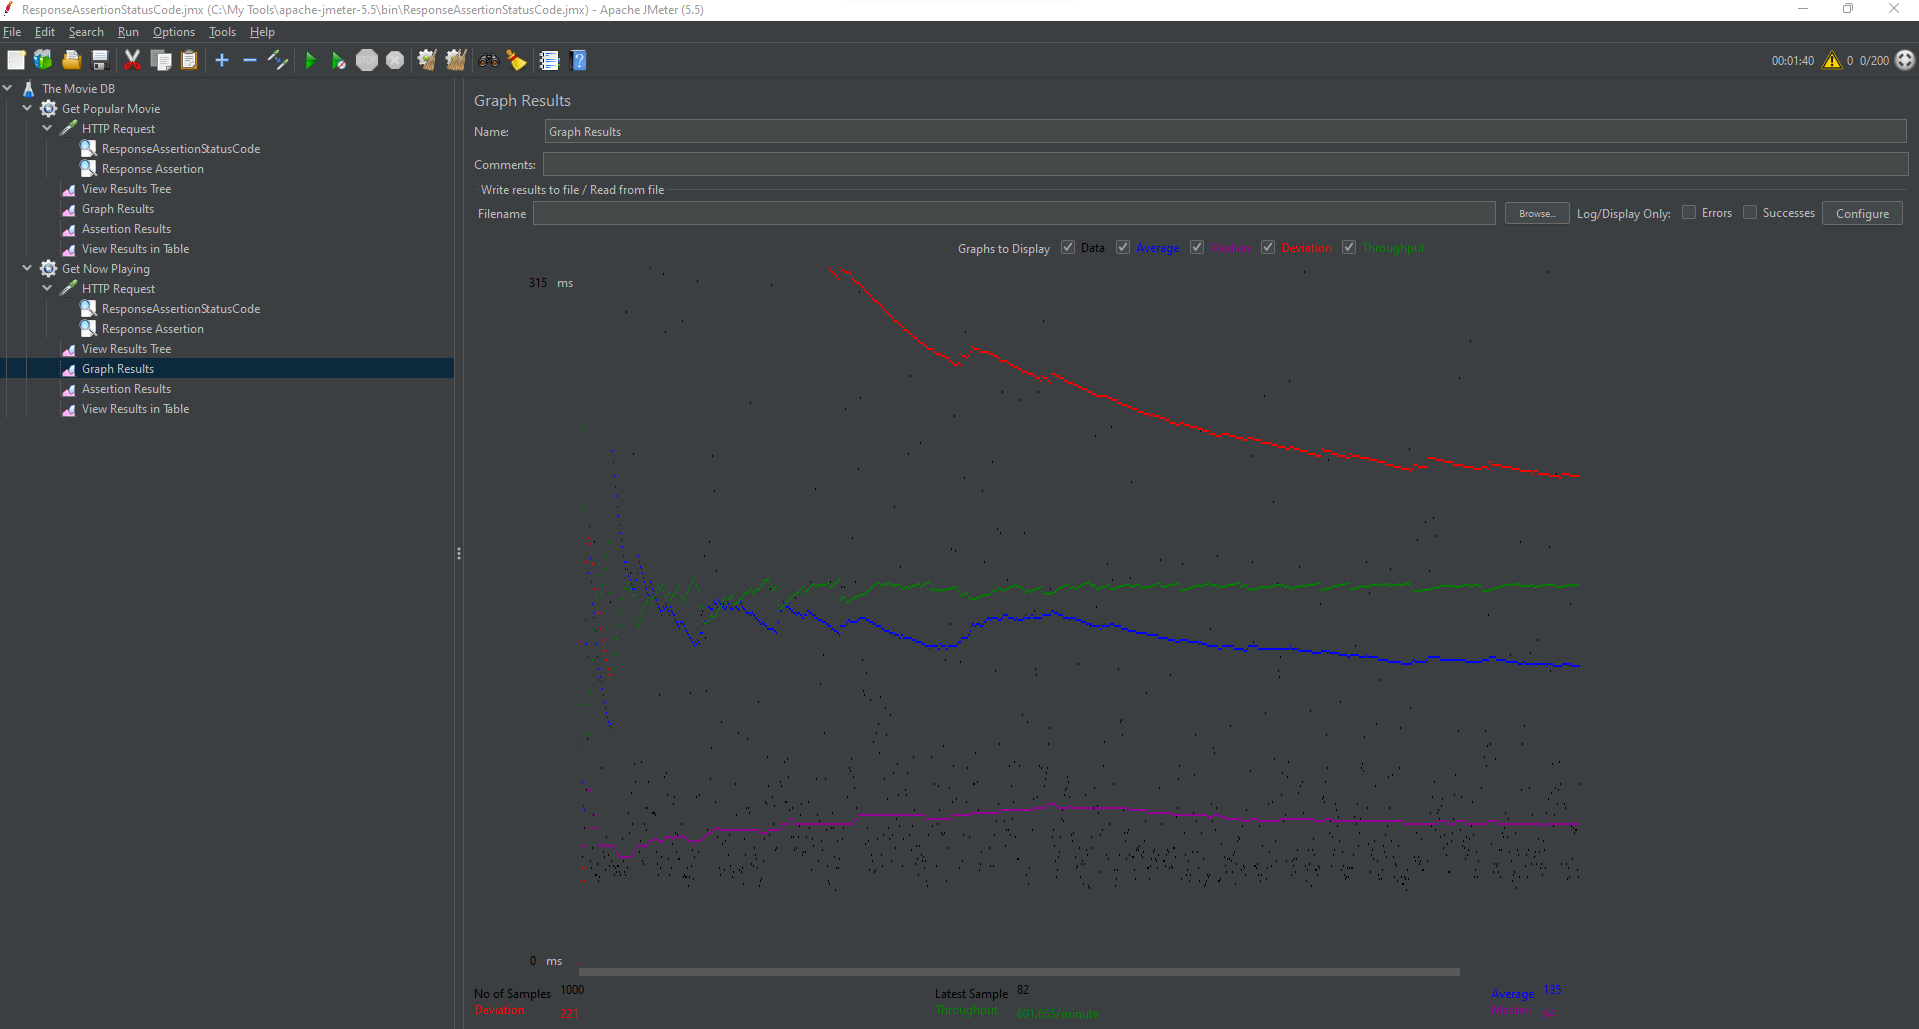 ResponseAssertionStatusCode.jmx (C:\My Tools\apache-jmeter-5.5\bin\ResponseAssertionStatusCode.jmx) - Apache JMeter (5.5)
File Edit Search Run Options Tools Help
STOP
00:01:40 0 0/200
The Movie DB
Get Popular Movie
HTTP Request
ResponseAssertionStatusCode
Response Assertion
View Results Tree
Graph Results
Assertion Results
View Results in Table
Get Now Playing
HTTP Request
ResponseAssertionStatusCode
Response Assertion
View Results Tree
Graph Results
Assertion Results
View Results in Table
Graph Results
Name: Graph Results
Comments:
Write results to file / Read from file
Filename Browse... Log/Display Only: Errors Successes Configure
Graphs to Display Data Average Median Deviation Throughput
315 ms
0 ms
No of Samples 1000 Latest Sample 82 Average 135
Deviation 221 Throughput 601.655/minute Median